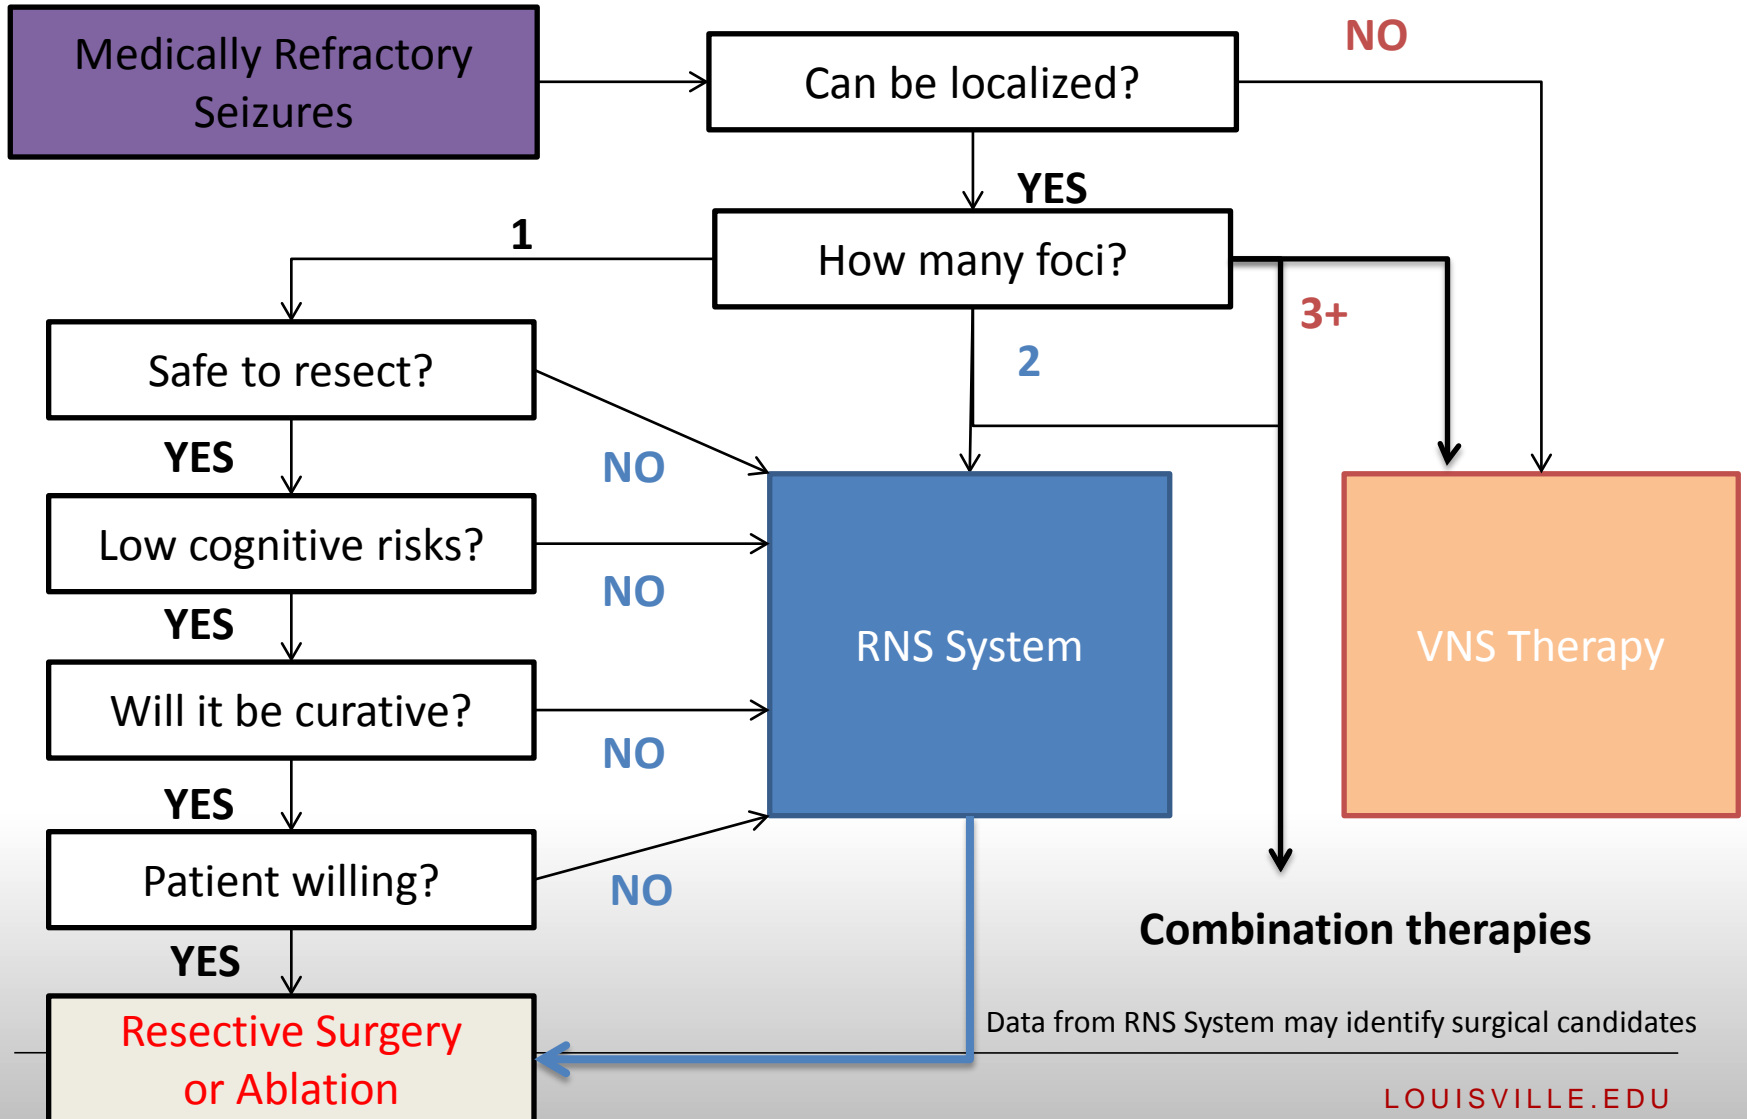 Medically Refractory
Seizures
Can be localized?
NO
YES
How many foci?
1
2
3+
Safe to resect?
YES
NO
Low cognitive risks?
YES
NO
Will it be curative?
YES
NO
Patient willing?
YES
NO
RNS System
VNS Therapy
Combination therapies
Resective Surgery
or Ablation
Data from RNS System may identify surgical candidates
LOUISVILLE.EDU